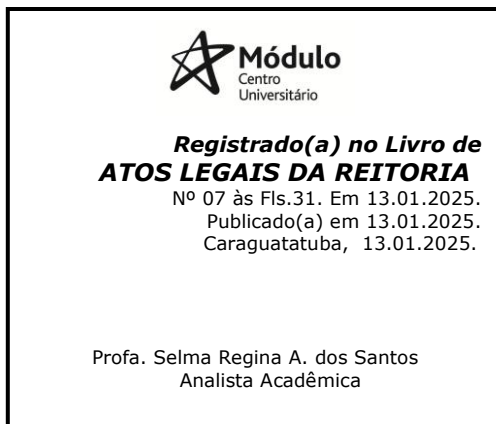 Módulo
Centro
Universitário
Registrado(a) no Livro de
ATOS LEGAIS DA REITORIA
Nº 07 às Fls.31. Em 13.01.2025.
Publicado(a) em 13.01.2025.
Caraguatatuba, 13.01.2025.
Profa. Selma Regina A. dos Santos
Analista Acadêmica